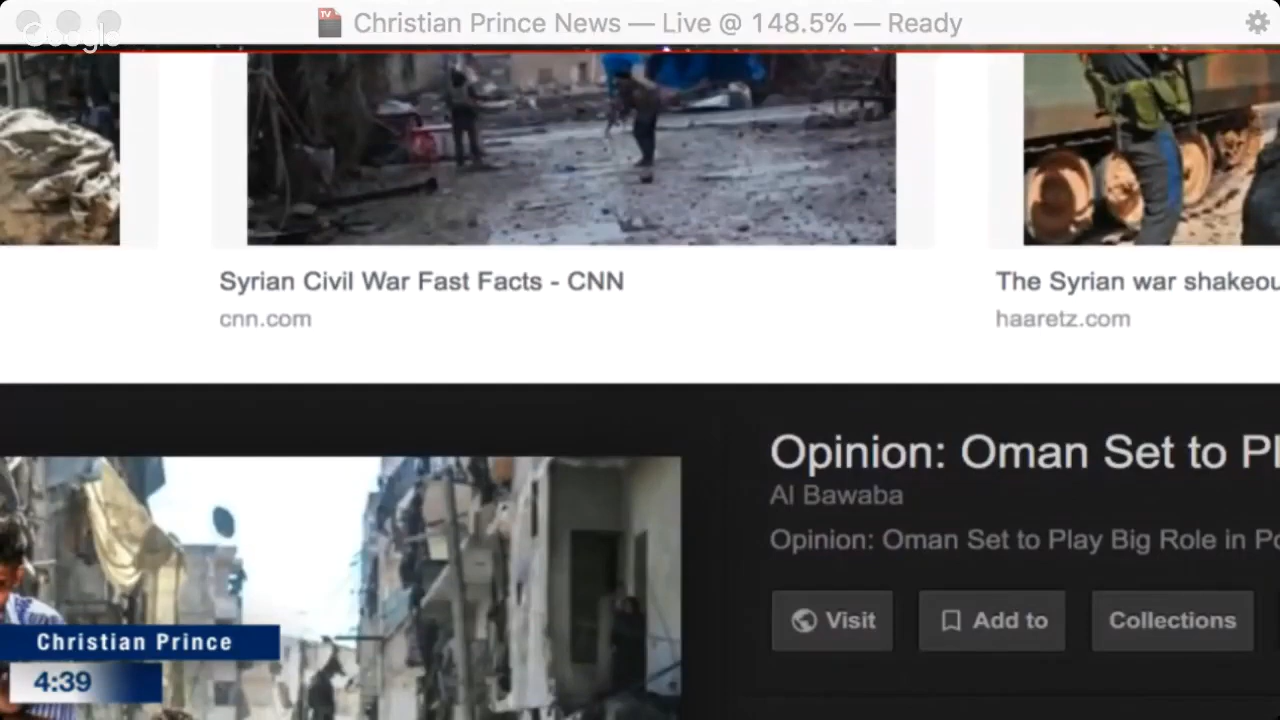 Christian Prince News — Live @ 148.5% — Ready
Google
Syrian Civil War Fast Facts - CNN
cnn.com
The Syrian war shakeou
haaretz.com
Opinion: Oman Set to Pl
Al Bawaba
Opinion: Oman Set to Play Big Role in Po
Visit
Add to
Collections
Christian Prince
4:39